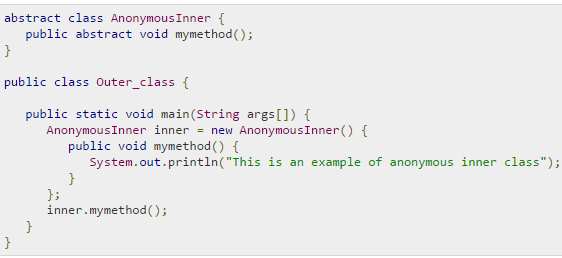 abstract class AnonymousInner {
   public abstract void mymethod();
}

public class Outer_class {

   public static void main(String args[]) {
      AnonymousInner inner = new AnonymousInner() {
         public void mymethod() {
            System.out.println("This is an example of anonymous inner class");
         }
      };
      inner.mymethod();
   }
}